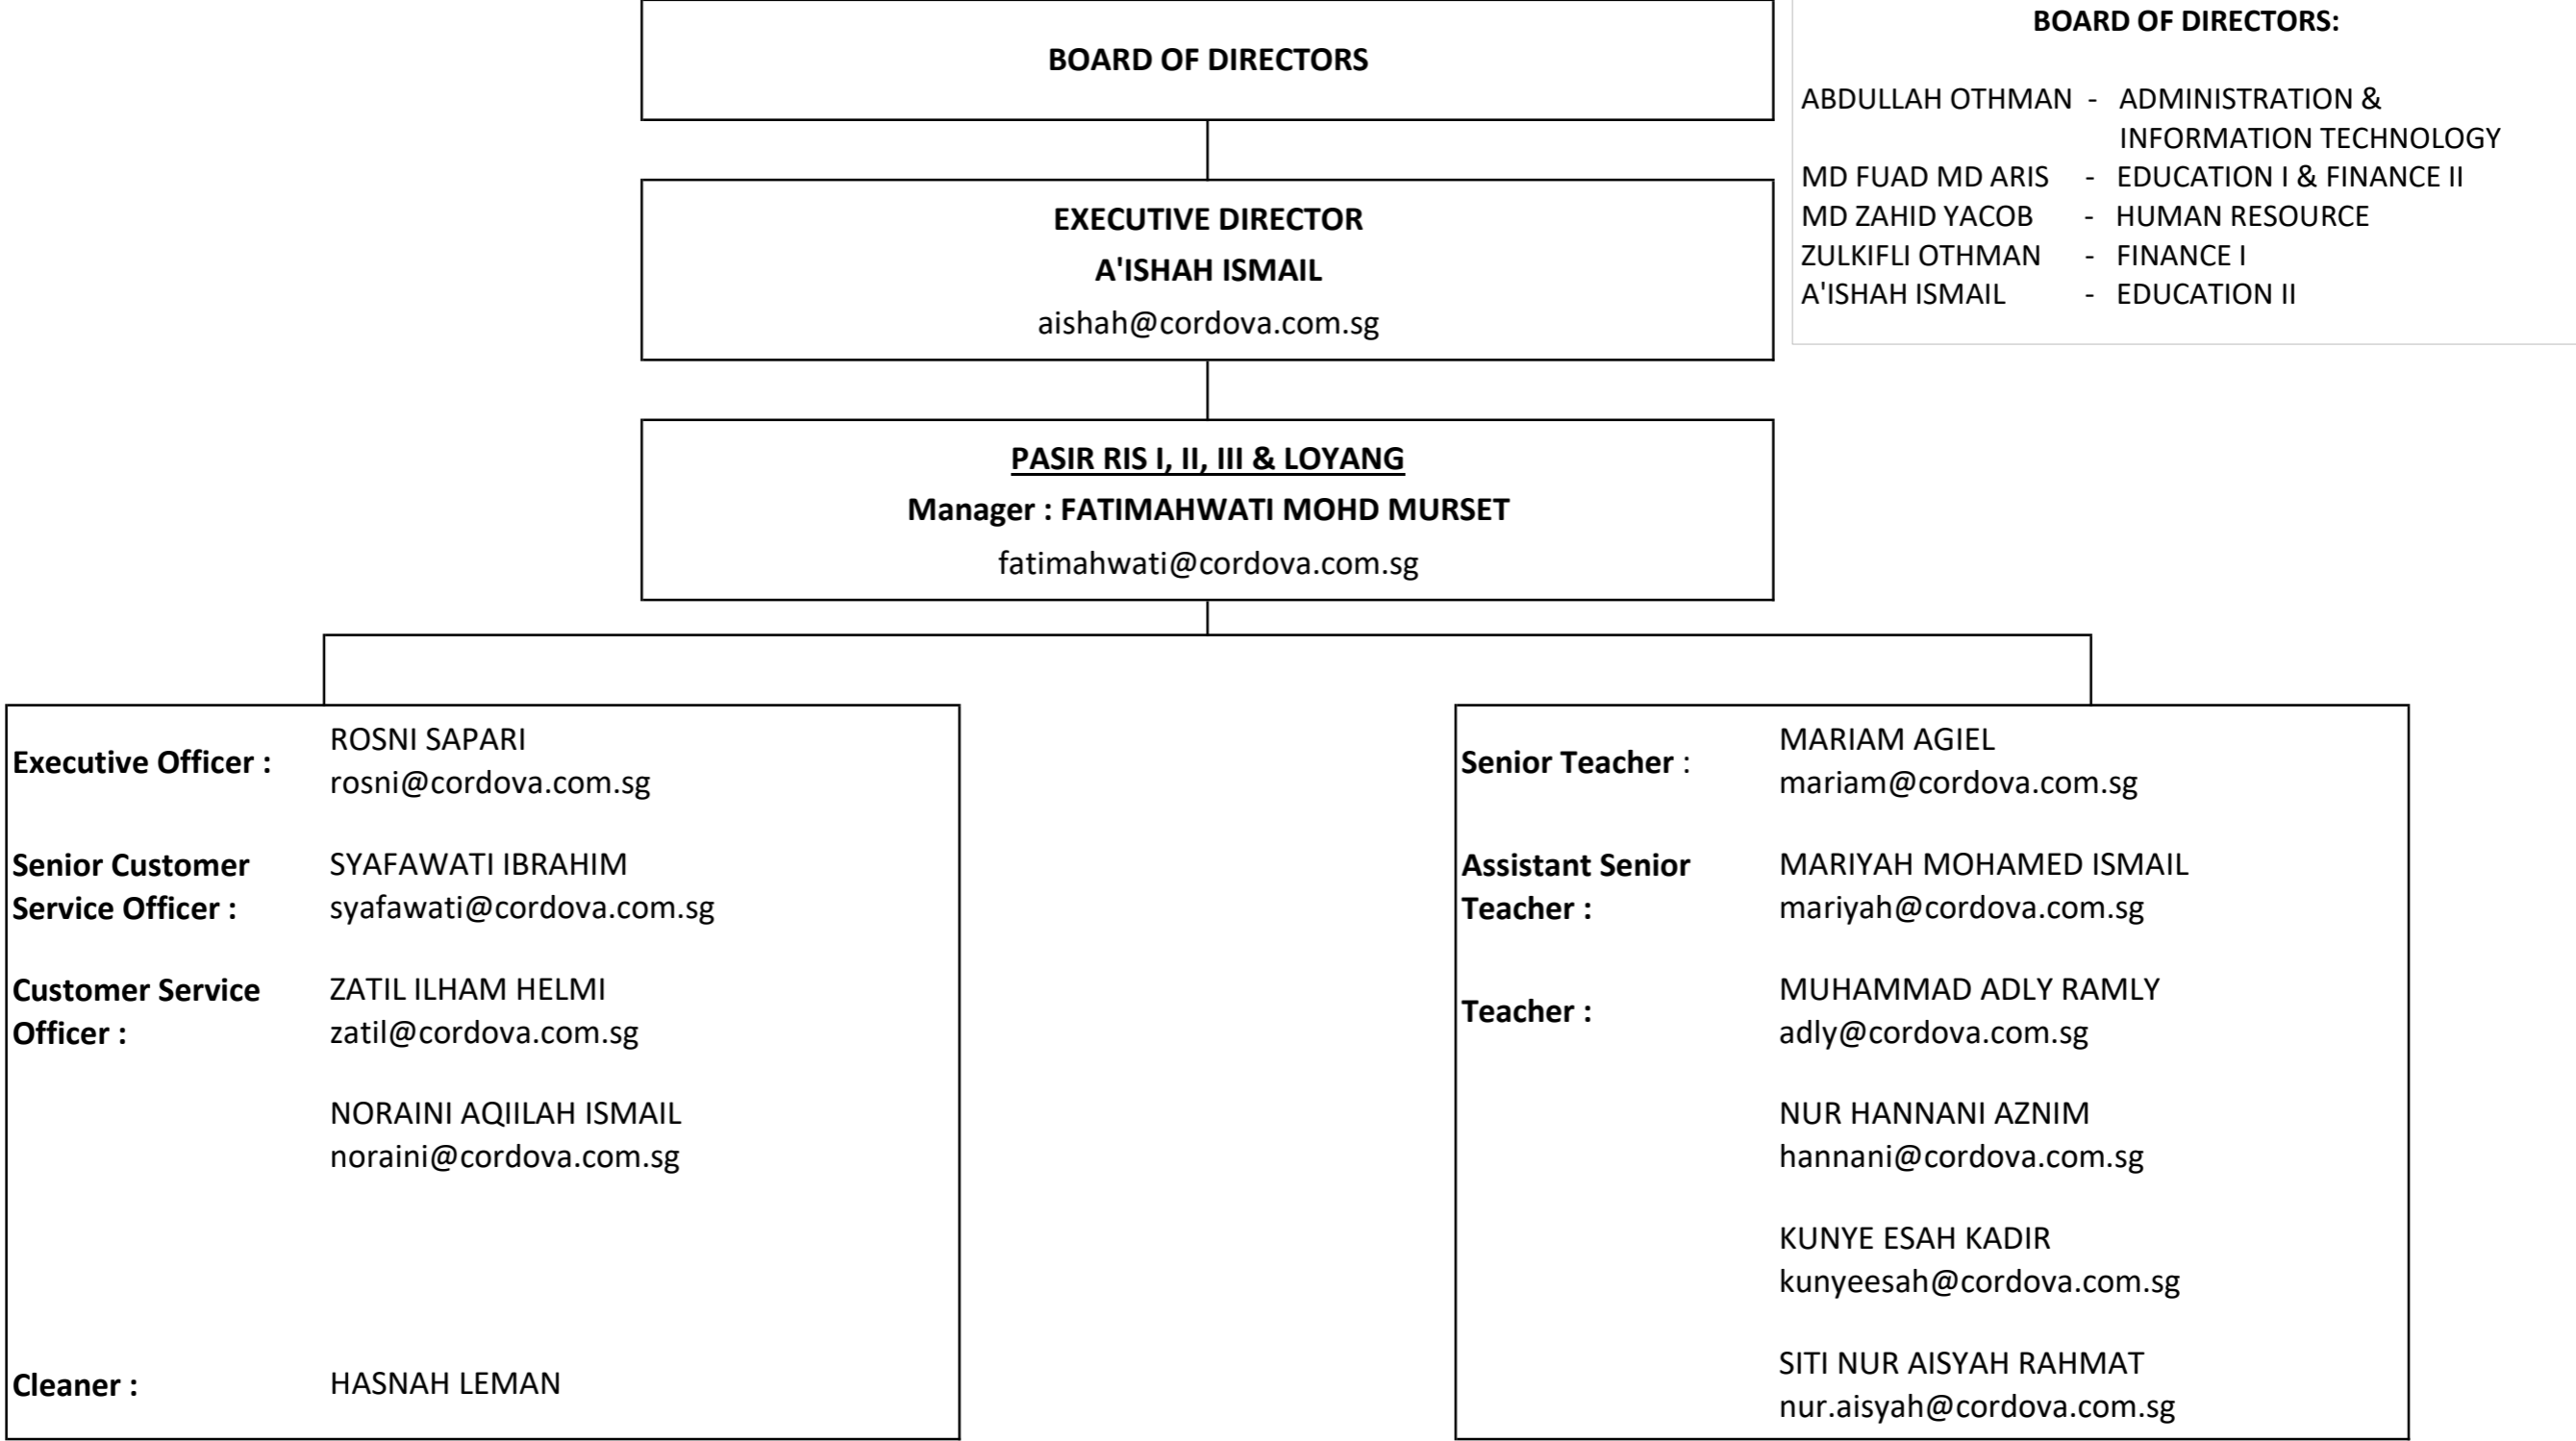 BOARD OF DIRECTORS
BOARD OF DIRECTORS:
ABDULLAH OTHMAN - ADMINISTRATION &
INFORMATION TECHNOLOGY
MD FUAD MD ARIS - EDUCATION I & FINANCE II
MD ZAHID YACOB - HUMAN RESOURCE
ZULKIFLI OTHMAN - FINANCE I
A'ISHAH ISMAIL - EDUCATION II
EXECUTIVE DIRECTOR
A'ISHAH ISMAIL
aishah@cordova.com.sg
PASIR RIS I, II, III & LOYANG
Manager : FATIMAHWATI MOHD MURSET
fatimahwati@cordova.com.sg
Executive Officer :
ROSNI SAPARI
rosni@cordova.com.sg
Senior Customer
Service Officer :
SYAFAWATI IBRAHIM
syafawati@cordova.com.sg
Customer Service
Officer :
ZATIL ILHAM HELMI
zatil@cordova.com.sg
NORAINI AQIILAH ISMAIL
noraini@cordova.com.sg
Cleaner :
HASNAH LEMAN
Senior Teacher :
MARIAM AGIEL
mariam@cordova.com.sg
Assistant Senior
Teacher :
MARIYAH MOHAMED ISMAIL
mariyah@cordova.com.sg
Teacher :
MUHAMMAD ADLY RAMLY
adly@cordova.com.sg
NUR HANNANI AZNIM
hannani@cordova.com.sg
KUNYE ESAH KADIR
kunyeesah@cordova.com.sg
SITI NUR AISYAH RAHMAT
nur.aisyah@cordova.com.sg